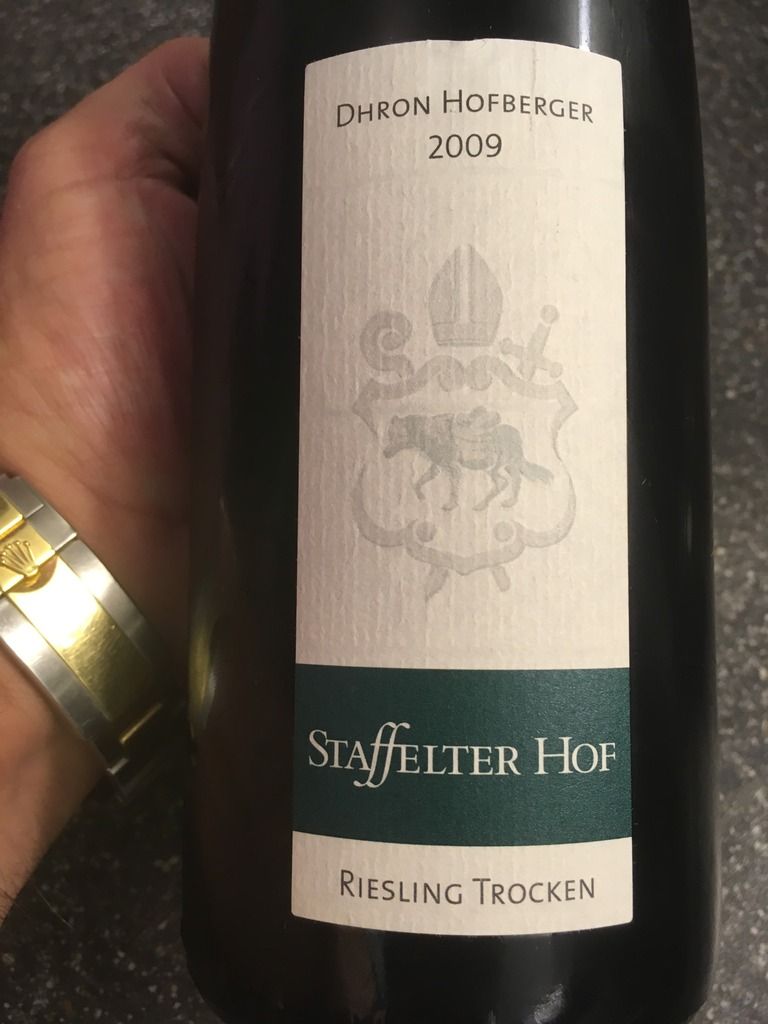 Dhron Hofberger
2009
Staffelter Hof
Riesling Trocken